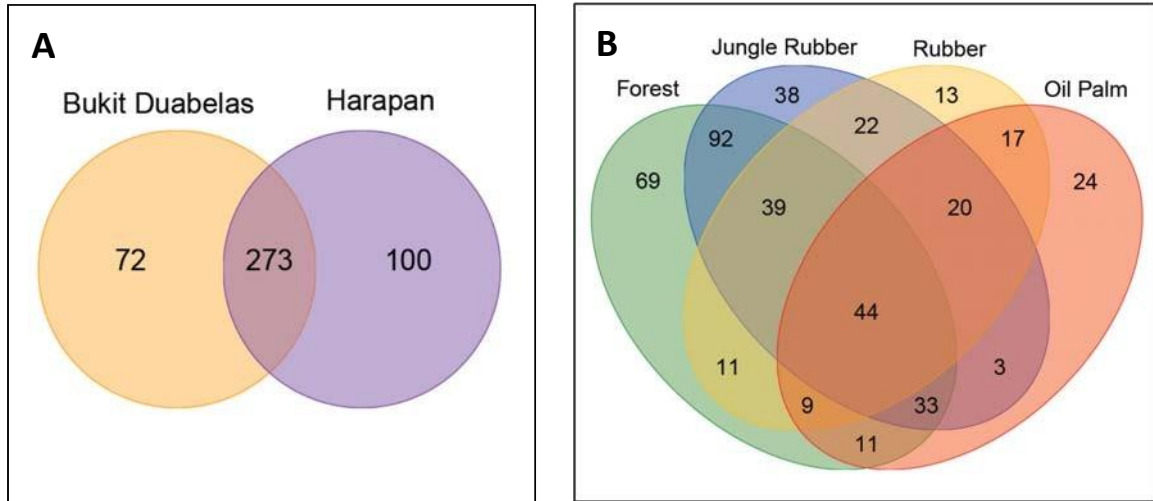 A
Bukit Duabelas Harapan
72 273 100
B
Jungle Rubber Rubber
Forest Oil Palm
38 13
92 22 17
69 24
39 20
44
11 3
9 33
11